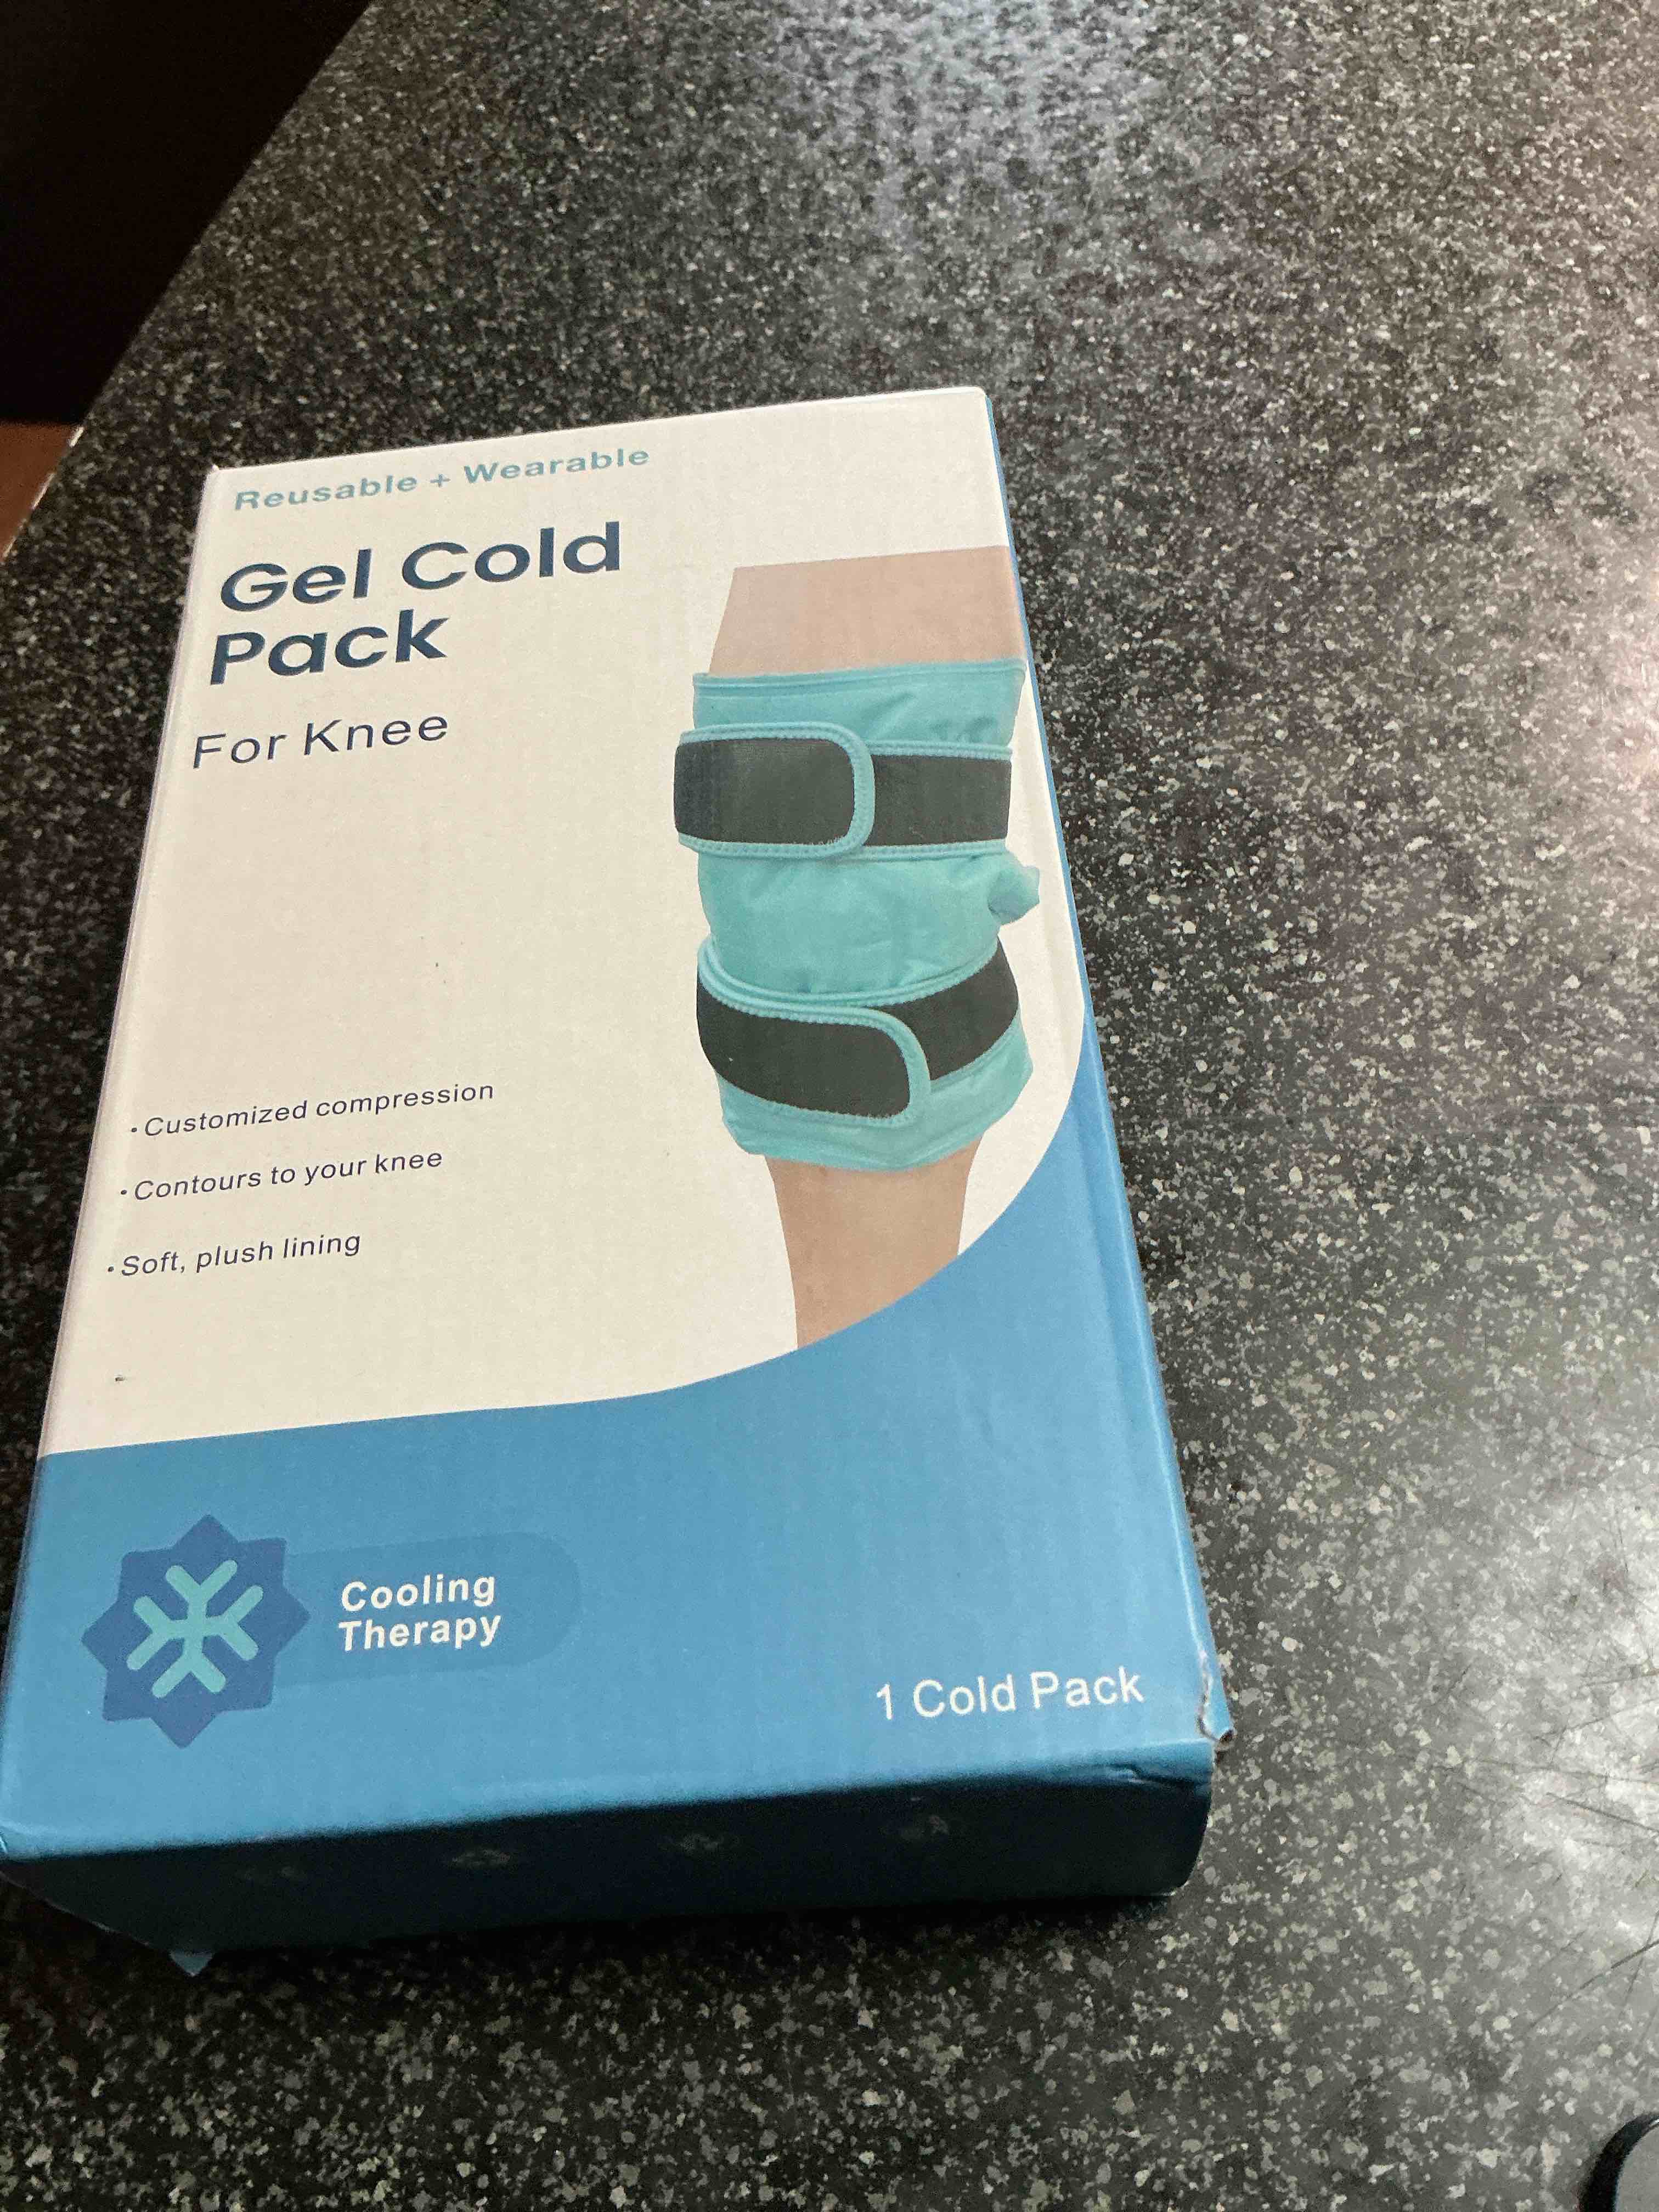 Reusable + Wearable
Gel Cold
Pack
For Knee
• Customized compression
• Contours to your knee
• Soft, plush lining
Cooling
Therapy
1 Cold Pack